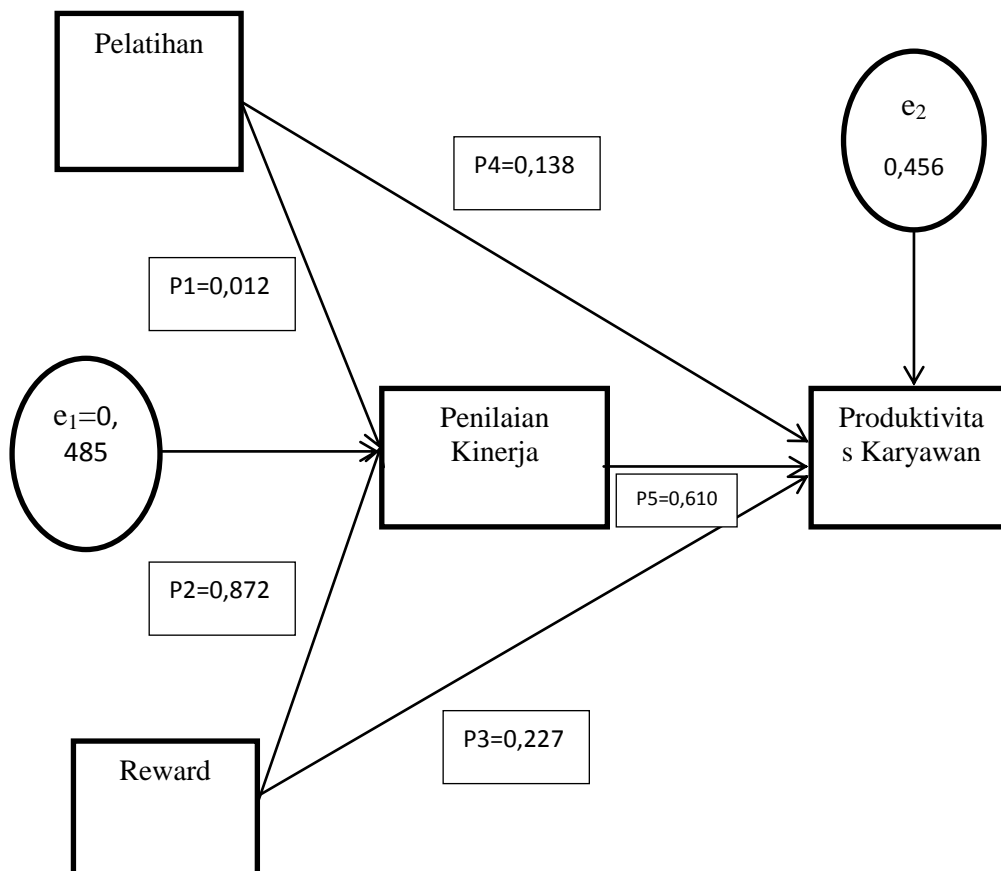 Pelatihan
e₂
0,456
P4=0,138
P1=0,012
e₁=0,
485
Penilaian
Kinerja
Produktivita
s Karyawan
P5=0,610
P2=0,872
P3=0,227
Reward